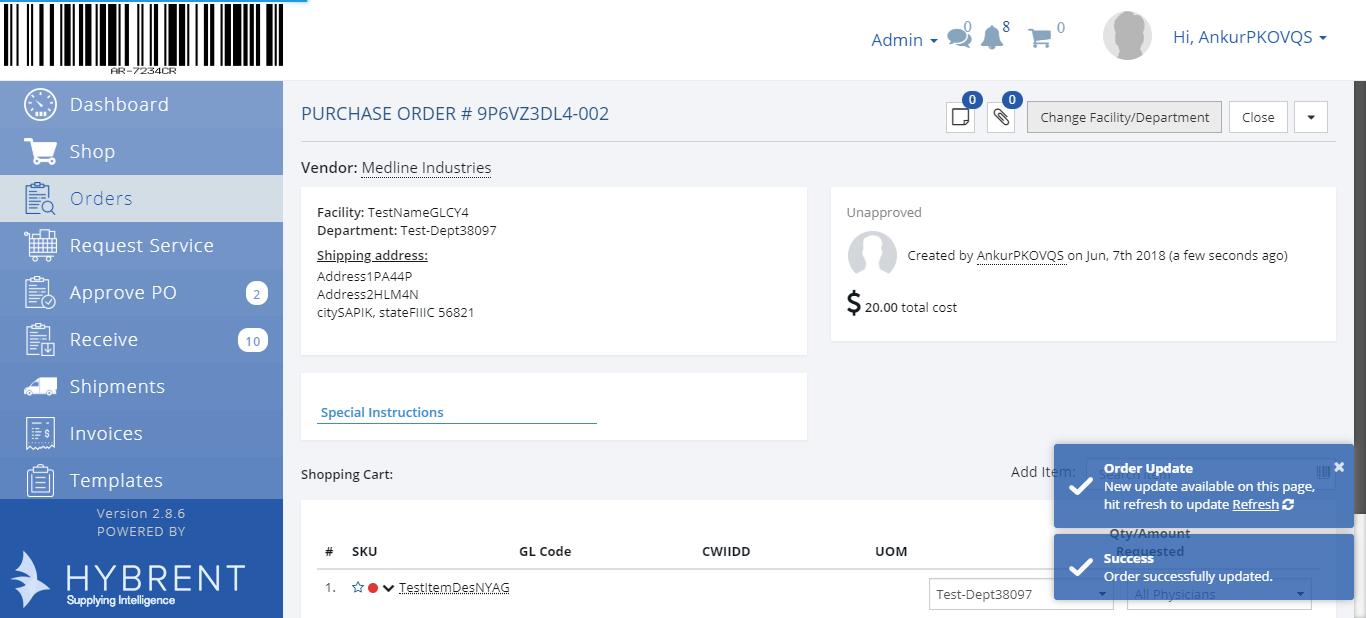 AR-7234CR
Admin
0
8
0
Hi, AnkurPKOVQS
Dashboard
Shop
Orders
Request Service
Approve PO 2
Receive 10
Shipments
Invoices
Templates
Version 2.8.6
POWERED BY
HYBRENT
Supplying Intelligence
PURCHASE ORDER # 9P6VZ3DL4-002
0
0
Change Facility/Department
Close
Vendor: Medline Industries
Facility: TestNameGLCY4
Department: Test-Dept38097
Shipping address:
Address1PA44P
Address2HLM4N
citySAPIK, stateFIIIC 56821
Unapproved
Created by AnkurPKOVQS on Jun, 7th 2018 (a few seconds ago)
$ 20.00 total cost
Special Instructions
Shopping Cart:
Add Item:
Order Update
New update available on this page,
hit refresh to update Refresh
Success
Order successfully updated.
# SKU GL Code CWIIDD UOM Qty/Amount
Requested
1. TestItemDesNYAG
Test-Dept38097
All Physicians